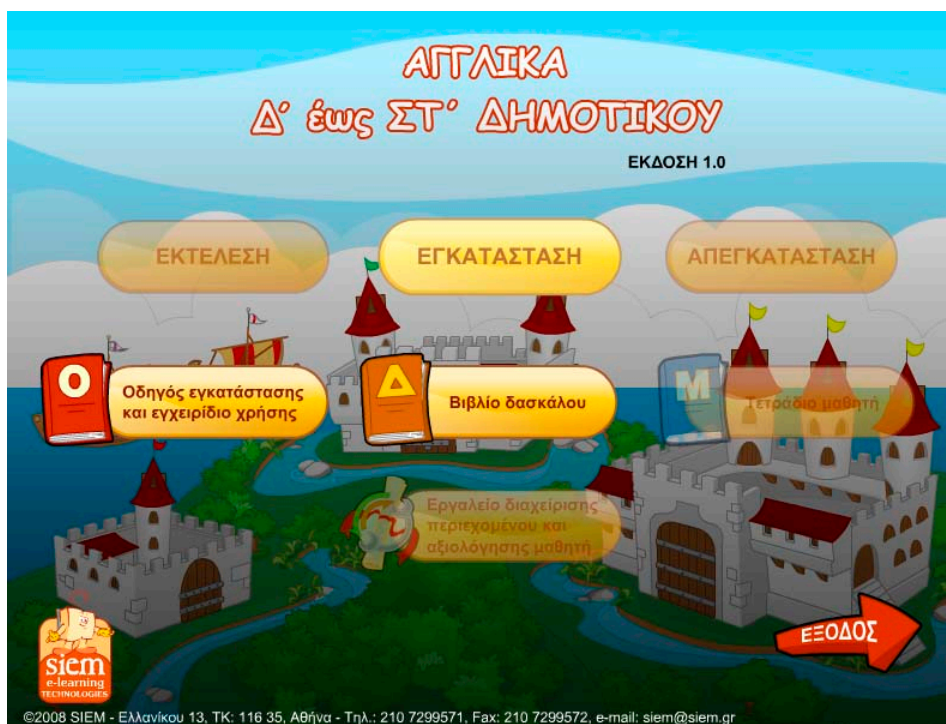 ΑΓΓΛΙΚΑ
Δ΄ έως ΣΤ΄ ΔΗΜΟΤΙΚΟΥ
ΕΚΔΟΣΗ 1.0
ΕΚΤΕΛΕΣΗ
ΕΓΚΑΤΑΣΤΑΣΗ
ΑΠΕΓΚΑΤΑΣΤΑΣΗ
Ο
Οδηγός εγκατάστασης
και εγχειρίδιο χρήσης
Δ
Βιβλίο δασκάλου
Μ
Τετράδιο μαθητή
Εργαλείο διαχείρισης
περιεχομένου και
αξιολόγησης μαθητή
ΕΞΟΔΟΣ
siem
e-learning
TECHNOLOGIES
©2008 SIEM - Ελλανίκου 13, ΤΚ: 116 35, Αθήνα - Τηλ.: 210 7299571, Fax: 210 7299572, e-mail: siem@siem.gr